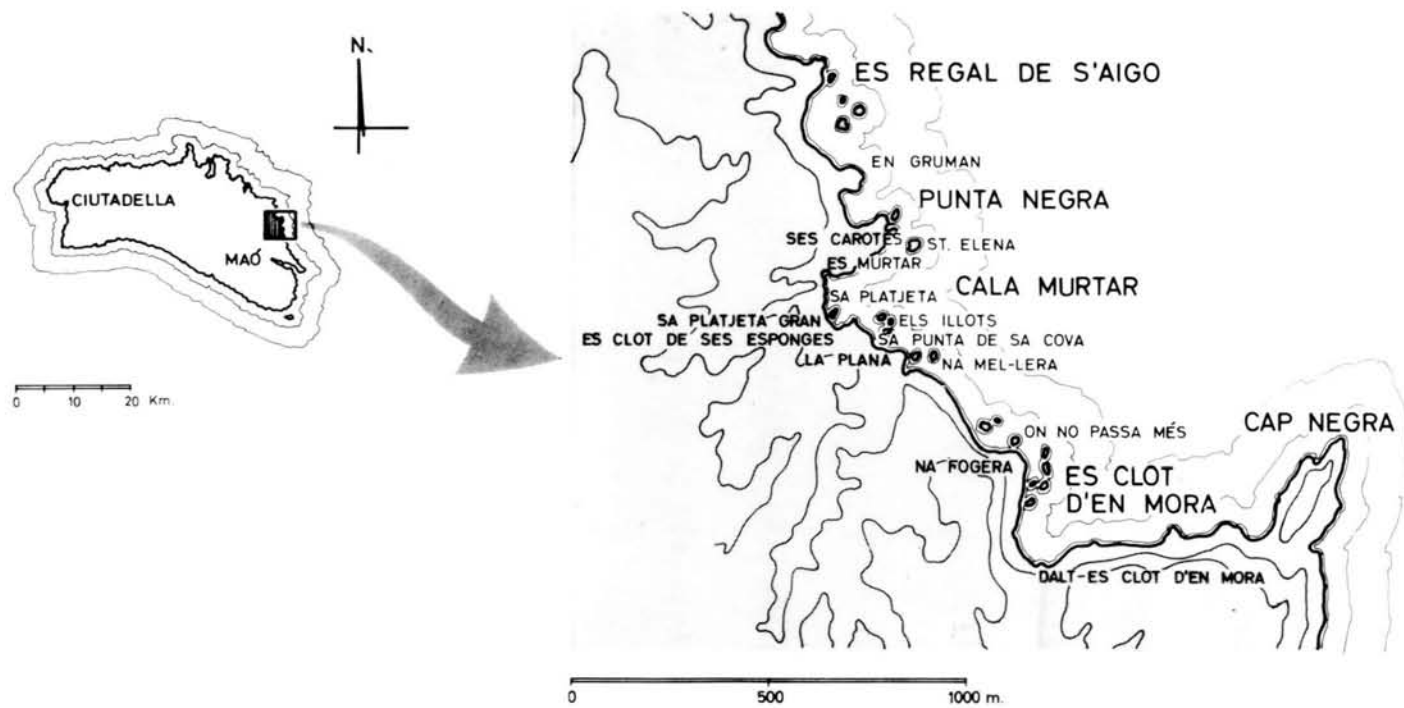 N.
CIUTADELLA
MAÓ
0 10 20 Km.
ES REGAL DE S'AIGO
EN GRUMAN
PUNTA NEGRA
SES CAROTES
ST. ELENA
ES MURTAR
CALA MURTAR
SA PLATJETA
SA PLATJETA GRAN
ELS ILLOTS
ES CLOT DE SES ESPONGES
SA PUNTA DE SA COVA
LA PLANA
NA MEL-LERA
CAP NEGRA
ON NO PASSA MÉS
NA FOGERA
ES CLOT
D'EN MORA
DALT-ES CLOT D'EN MORA
0 500 1000 m.